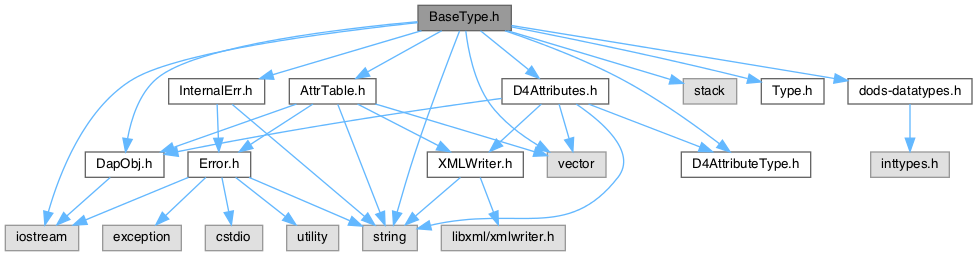 BaseType.h
InternalErr.h
AttrTable.h
D4Attributes.h
stack
Type.h
dods-datatypes.h
DapObj.h
Error.h
XMLWriter.h
vector
D4AttributeType.h
inttypes.h
iostream
exception
cstdio
utility
string
libxml/xmlwriter.h